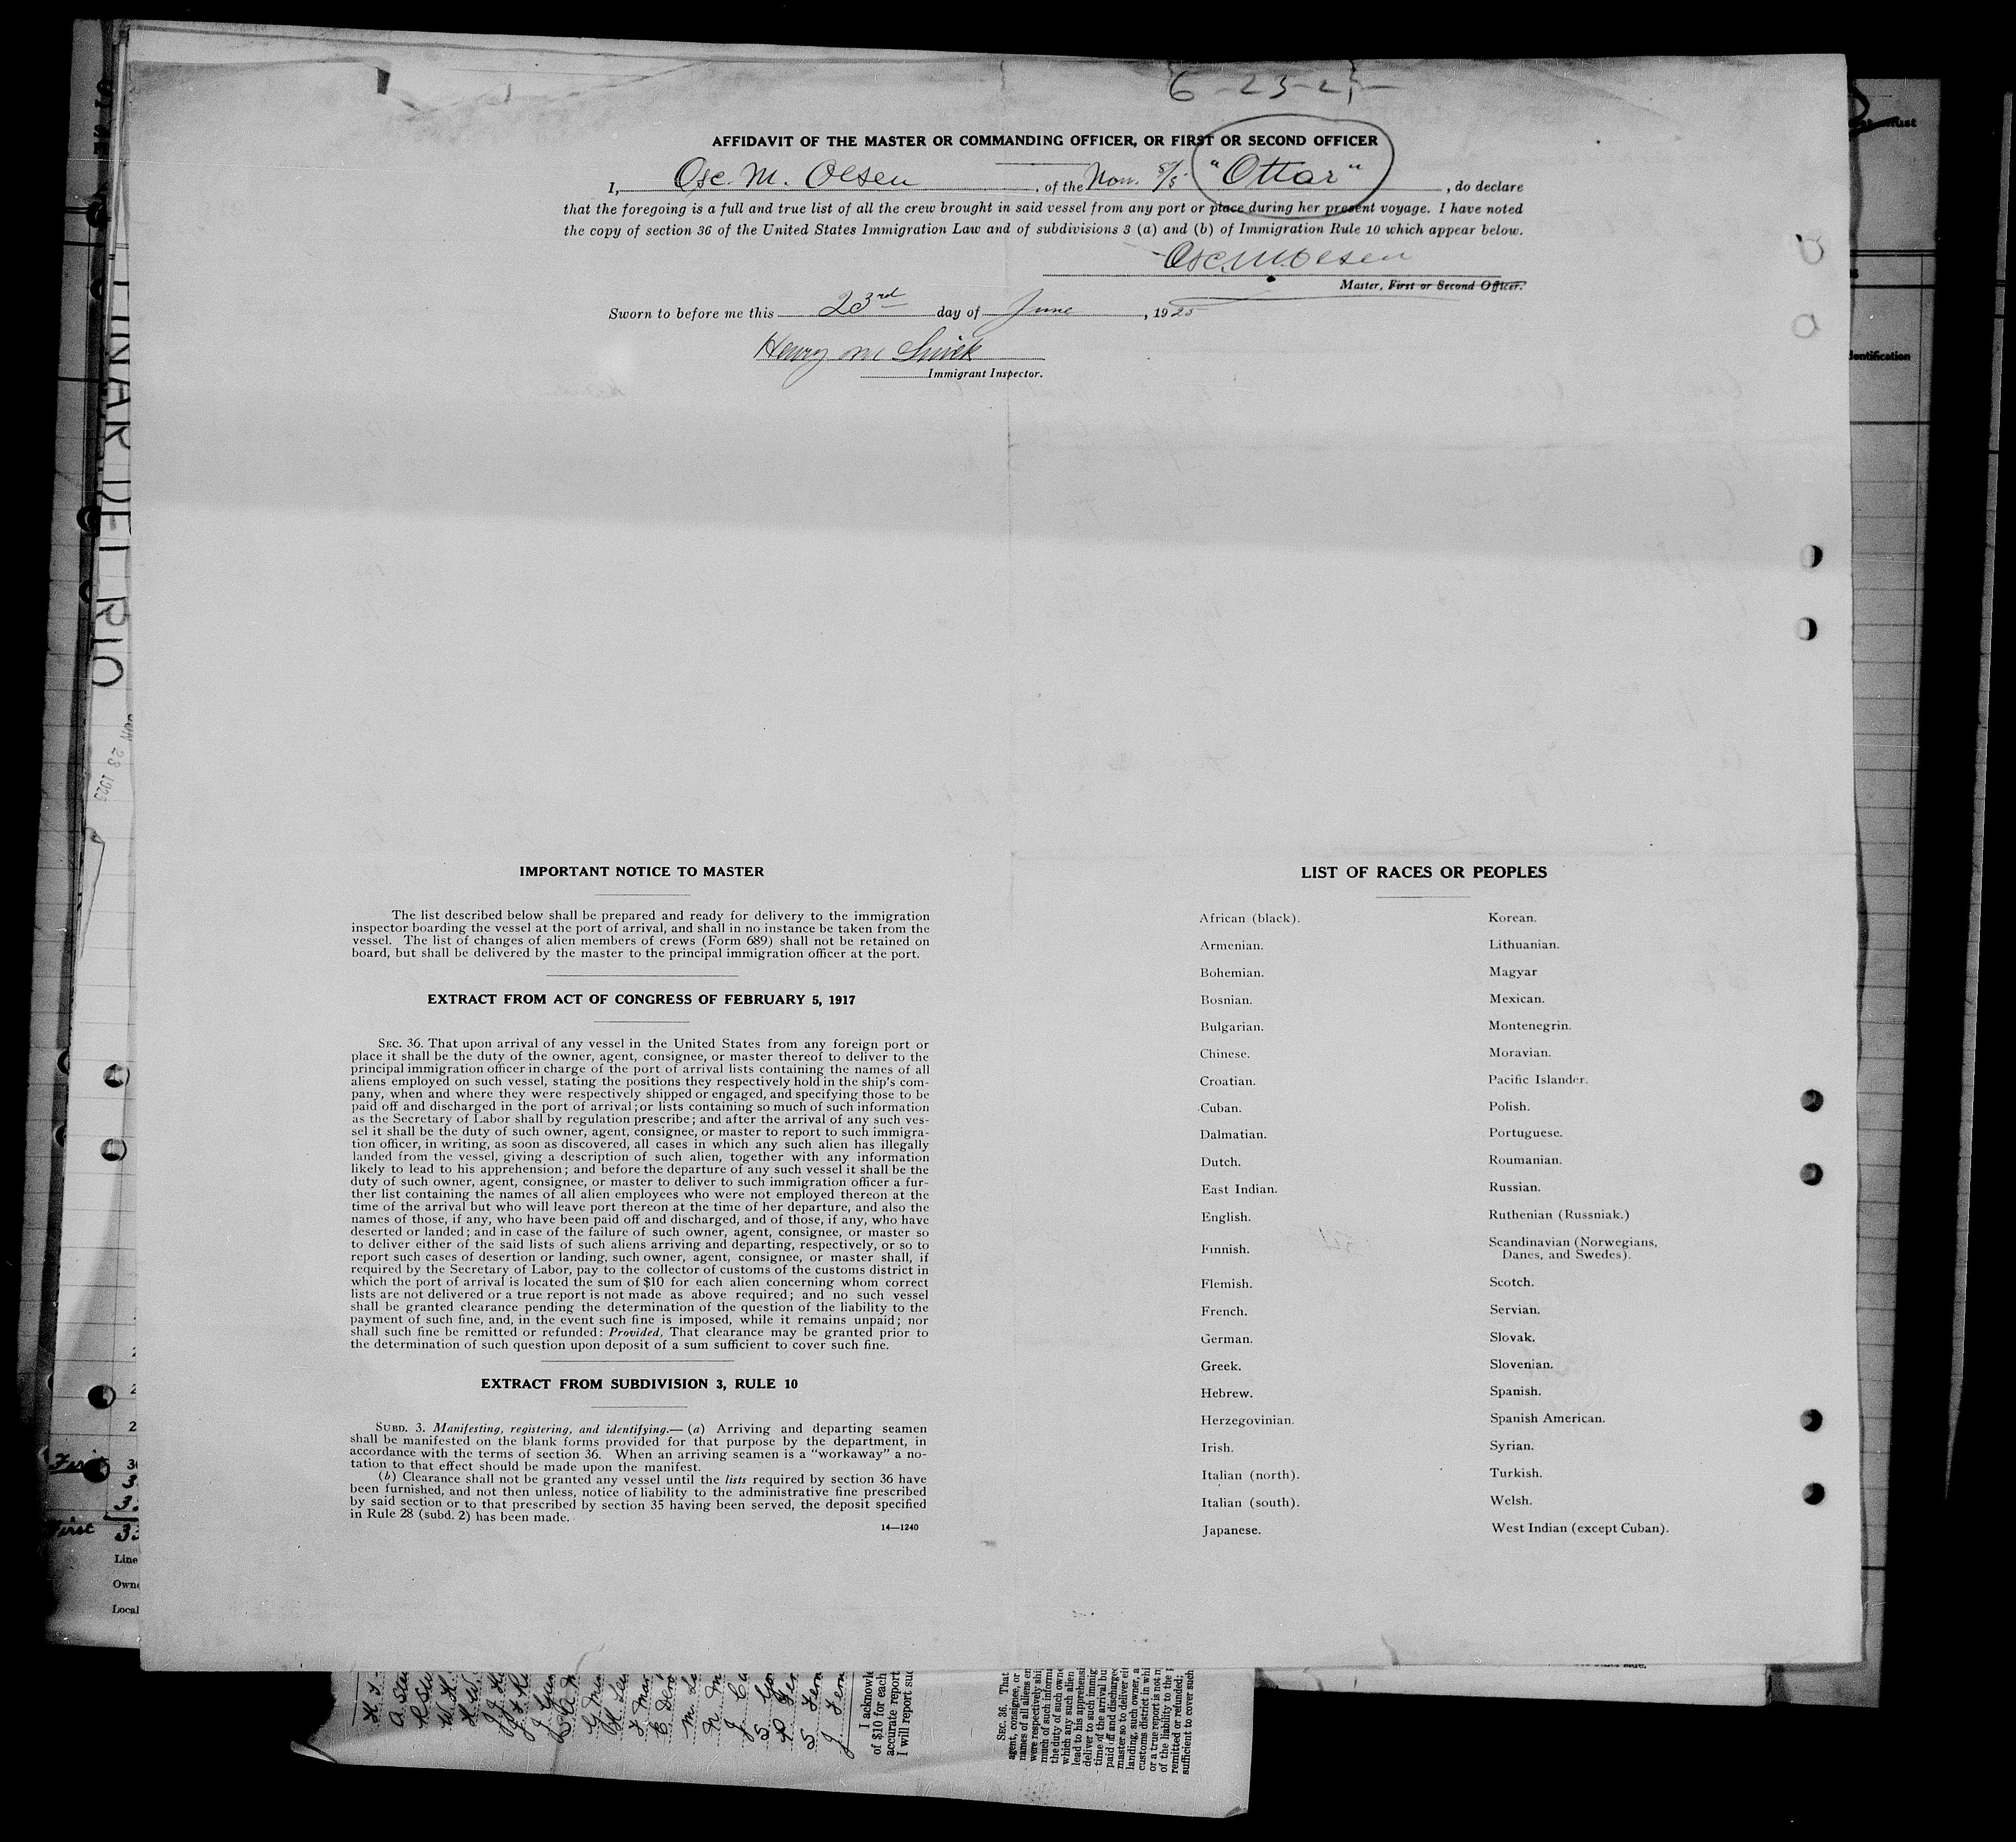 6-23-25-
AFFIDAVIT OF THE MASTER OR COMMANDING OFFICER, OR FIRST OR SECOND OFFICER
I, Osc. M. Olsen, of the Nor. S/S "Ottar", do declare
that the foregoing is a full and true list of all the crew brought in said vessel from any port or place during her present voyage. I have noted
the copy of section 36 of the United States Immigration Law and of subdivisions 3 (a) and (b) of Immigration Rule 10 which appear below.
Osc. M. Olsen
Master, First or Second Officer.
Sworn to before me this 23rd day of June, 1925
Henry M
Immigrant Inspector.
IMPORTANT NOTICE TO MASTER
The list described below shall be prepared and ready for delivery to the immigration
inspector boarding the vessel at the port of arrival, and shall in no instance be taken from the
vessel. The list of changes of alien members of crews (Form 689) shall not be retained on
board, but shall be delivered by the master to the principal immigration officer at the port.
EXTRACT FROM ACT OF CONGRESS OF FEBRUARY 5, 1917
SEC. 36. That upon arrival of any vessel in the United States from any foreign port or
place it shall be the duty of the owner, agent, consignee, or master thereof to deliver to the
principal immigration officer in charge of the port of arrival lists containing the names of all
aliens employed on such vessel, stating the positions they respectively hold in the ship's com-
pany, when and where they were respectively shipped or engaged, and specifying those to be
paid off and discharged in the port of arrival; or lists containing so much of such information
as the Secretary of Labor shall by regulation prescribe; and after the arrival of any such ves-
sel it shall be the duty of such owner, agent, consignee, or master to report to such immigra-
tion officer, in writing, as soon as discovered, all cases in which any such alien has illegally
landed from the vessel, giving a description of such alien, together with any information
likely to lead to his apprehension; and before the departure of any such vessel it shall be the
duty of such owner, agent, consignee, or master to deliver to such immigration officer a fur-
ther list containing the names of all alien employees who were not employed thereon at the
time of the arrival but who will leave port thereon at the time of her departure, and also the
names of those, if any, who have been paid off and discharged, and of those, if any, who have
deserted or landed; and in case of the failure of such owner, agent, consignee, or master so
to deliver either of the said lists of such aliens arriving and departing, respectively, or so to
report such cases of desertion or landing, such owner, agent, consignee, or master shall, if
required by the Secretary of Labor, pay to the collector of customs of the customs district in
which the port of arrival is located the sum of $10 for each alien concerning whom correct
lists are not delivered or a true report is not made as above required; and no such vessel
shall be granted clearance pending the determination of the question of the liability to the
payment of such fine, and, in the event such fine is imposed, while it remains unpaid; nor
shall such fine be remitted or refunded: Provided, That clearance may be granted prior to
the determination of such question upon deposit of a sum sufficient to cover such fine.
EXTRACT FROM SUBDIVISION 3, RULE 10
SUBD. 3. Manifesting, registering, and identifying.—(a) Arriving and departing seamen
shall be manifested on the blank forms provided for that purpose by the department, in
accordance with the terms of section 36. When an arriving seamen is a "workaway" a no-
tation to that effect should be made upon the manifest.
(b) Clearance shall not be granted any vessel until the lists required by section 36 have
been furnished, and not then unless, notice of liability to the administrative fine prescribed
by said section or to that prescribed by section 35 having been served, the deposit specified
in Rule 28 (subd. 2) has been made.
14—1240
LIST OF RACES OR PEOPLES
African (black).
Armenian.
Bohemian.
Bosnian.
Bulgarian.
Chinese.
Croatian.
Cuban.
Dalmatian.
Dutch.
East Indian.
English.
Finnish.
Flemish.
French.
German.
Greek.
Hebrew.
Herzegovinian.
Irish.
Italian (north).
Italian (south).
Japanese.
Korean.
Lithuanian.
Magyar
Mexican.
Montenegrin.
Moravian.
Pacific Islander.
Polish.
Portuguese.
Roumanian.
Russian.
Ruthenian (Russniak.)
Scandinavian (Norwegians,
Danes, and Swedes).
Scotch.
Servian.
Slovak.
Slovenian.
Spanish.
Spanish American.
Syrian.
Turkish.
Welsh.
West Indian (except Cuban).